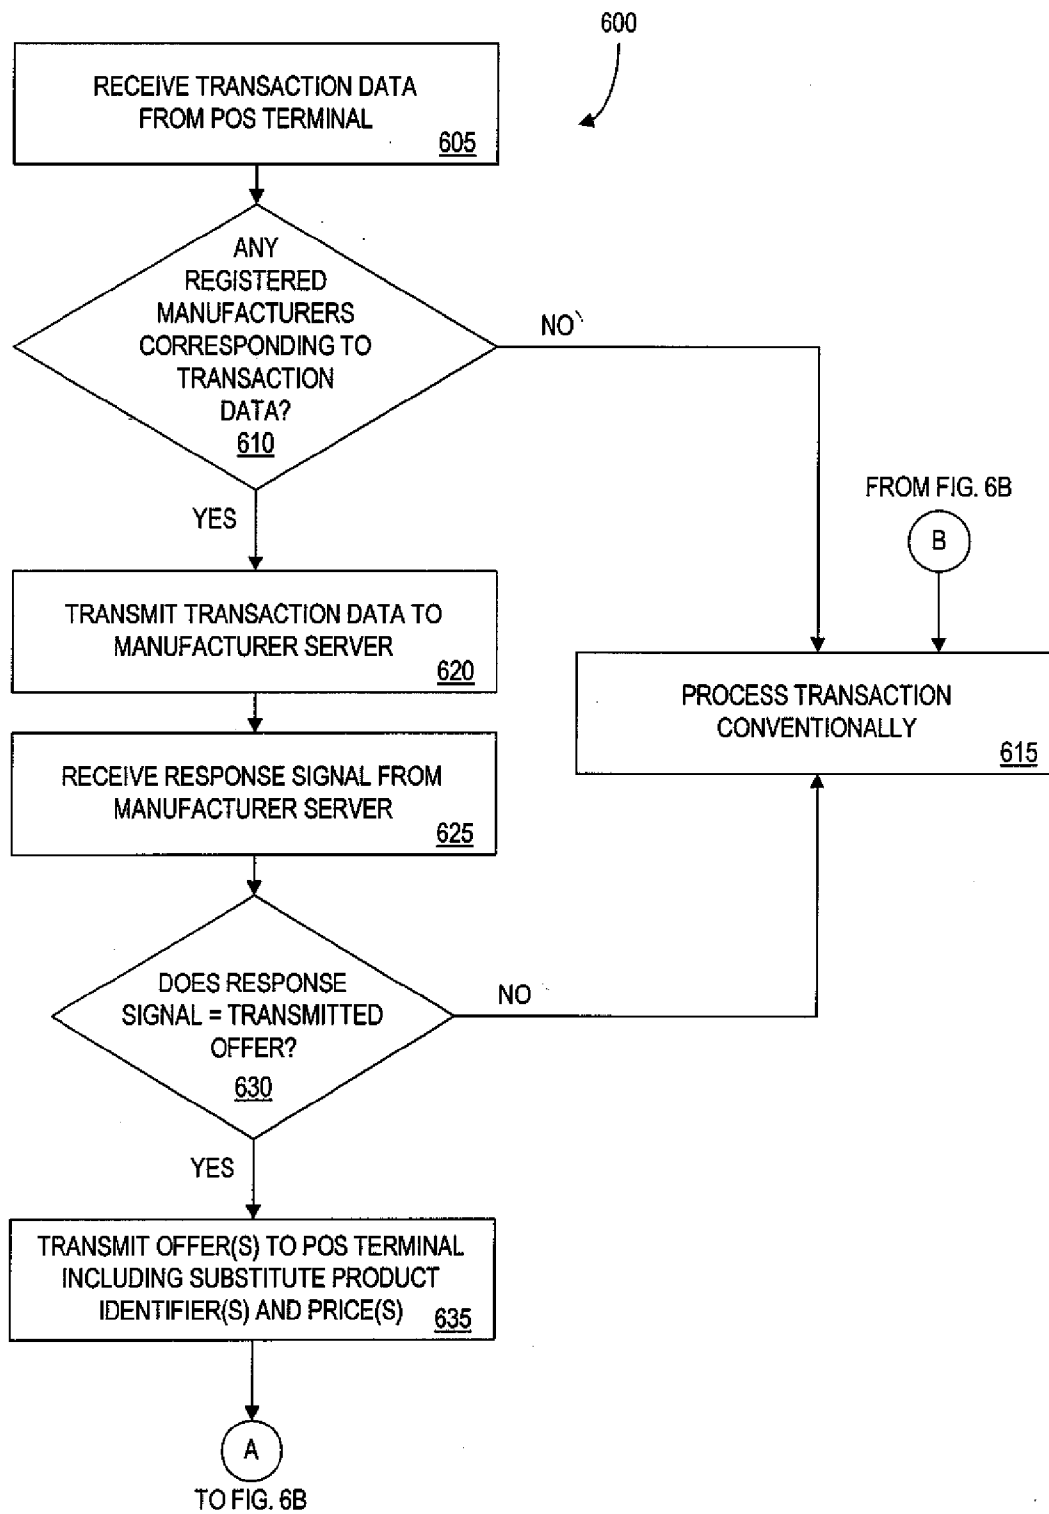 600
RECEIVE TRANSACTION DATA
FROM POS TERMINAL
605
ANY
REGISTERED
MANUFACTURERS
CORRESPONDING TO
TRANSACTION
DATA?
610
NO
YES
FROM FIG. 6B
B
TRANSMIT TRANSACTION DATA TO
MANUFACTURER SERVER
620
PROCESS TRANSACTION
CONVENTIONALLY
615
RECEIVE RESPONSE SIGNAL FROM
MANUFACTURER SERVER
625
DOES RESPONSE
SIGNAL = TRANSMITTED
OFFER?
630
NO
YES
TRANSMIT OFFER(S) TO POS TERMINAL
INCLUDING SUBSTITUTE PRODUCT
IDENTIFIER(S) AND PRICE(S)
635
A
TO FIG. 6B